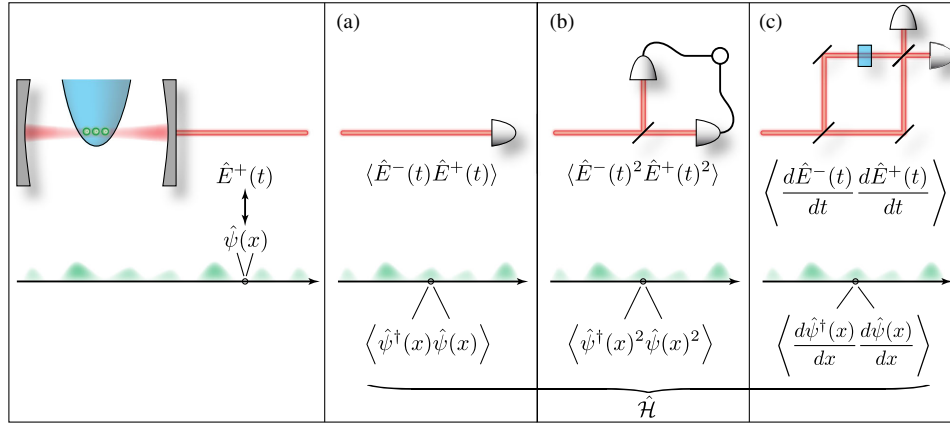 (a)
(b)
(c)
Ê⁺(t)
ψ̂(x)
⟨Ê⁻(t)Ê⁺(t)⟩
⟨ψ̂†(x)ψ̂(x)⟩
⟨Ê⁻(t)²Ê⁺(t)²⟩
⟨ψ̂†(x)²ψ̂(x)²⟩
⟨dÊ⁻(t)/dt dÊ⁺(t)/dt⟩
⟨dψ̂†(x)/dx dψ̂(x)/dx⟩
Ĥ